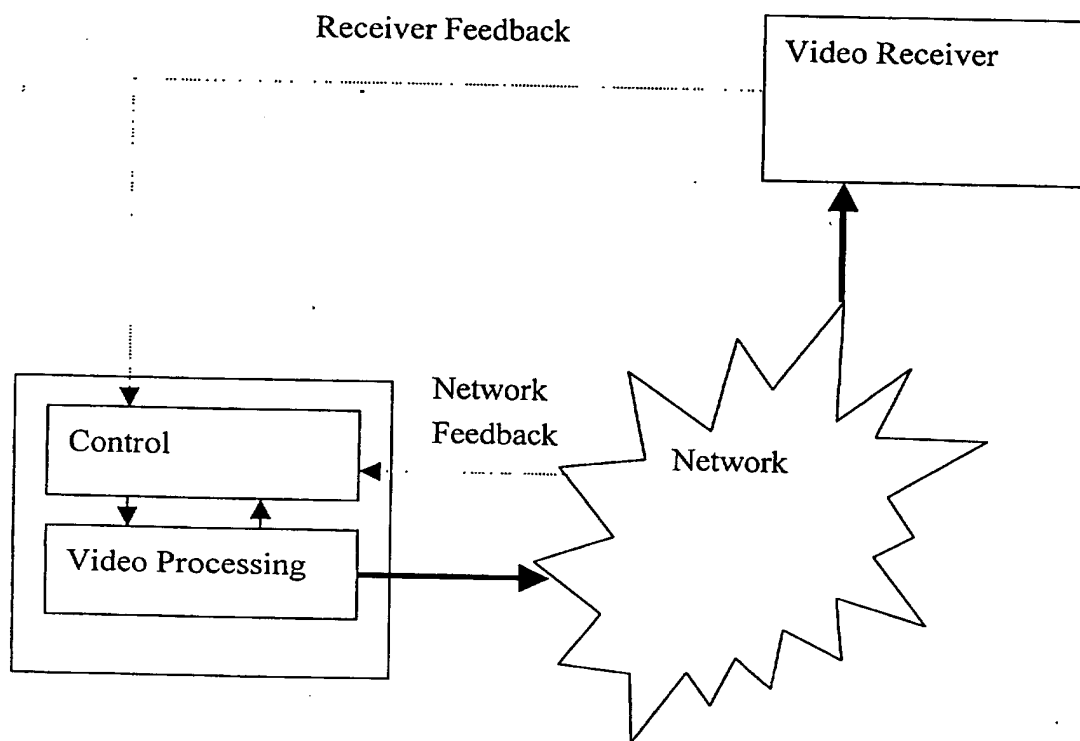 Receiver Feedback
Video Receiver
Network
Feedback
Control
Network
Video Processing